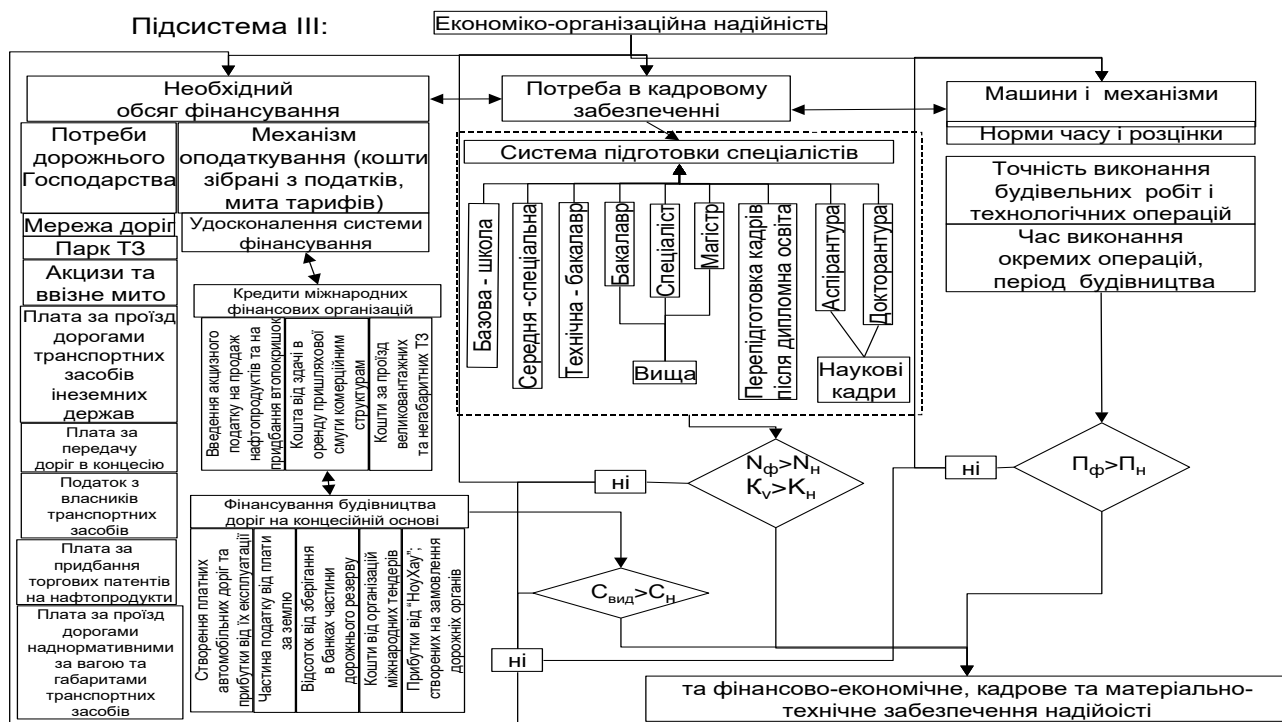 Підсистема III:
Економіко-організаційна надійність
Необхідний
обсяг фінансування
Потреба в кадровому
забезпеченні
Машини і механізми
Норми часу і розцінки
Потреби
дорожнього
Господарства
Механізм
оподаткування (кошти
зібрані з податків,
мита тарифів)
Мережа доріг
Парк ТЗ
Акцизи та
ввізне мито
Плата за проїзд
дорогами
транспортних
засобів
інеземних
держав
Плата за
передачу
доріг в концесію
Податок з
власників
транспортних
засобів
Плата за
придбання
торгових патентів
на нафтопродукти
Плата за проїзд
дорогами
наднормативними
за вагою та
габаритами
транспортних
засобів
Удосконалення системи
фінансування
Кредити міжнародних
фінансових організацій
Введення акцизного
податку на продаж
нафтопродуктів та на
придбання втопокришок
Кошта від здачі в
оренду пришляхової
смуги комерційним
структурам
Кошти за проїзд
великовантажних
та негабаритних ТЗ
Фінансування будівництва
доріг на концесійній основі
Створення платних
автомобільних доріг та
прибутки від їх експлуатації
Частина податку від плати
за землю
Відсоток від зберігання
в банках частини
дорожнього резерву
Кошти від організацій
міжнародних тендерів
Прибутки від "НоуХау";
створених на замовлення
дорожніх органів
Система підготовки спеціалістів
Базова - школа
Середня -спеціальна
Технічна - бакалавр
Бакалавр
Спеціаліст
Магістр
Перепідготовка кадрів
після дипломна освіта
Аспірантура
Докторантура
Вища
Наукові
кадри
Точність виконання
будівельних робіт і
технологічних операцій
Час виконання
окремих операцій,
період будівництва
ні
Nф>Nн
Kv>Kн
ні
Пф>Пн
Свид>Сн
ні
та фінансово-економічне, кадрове та матеріально-
технічне забезпечення надійоісті